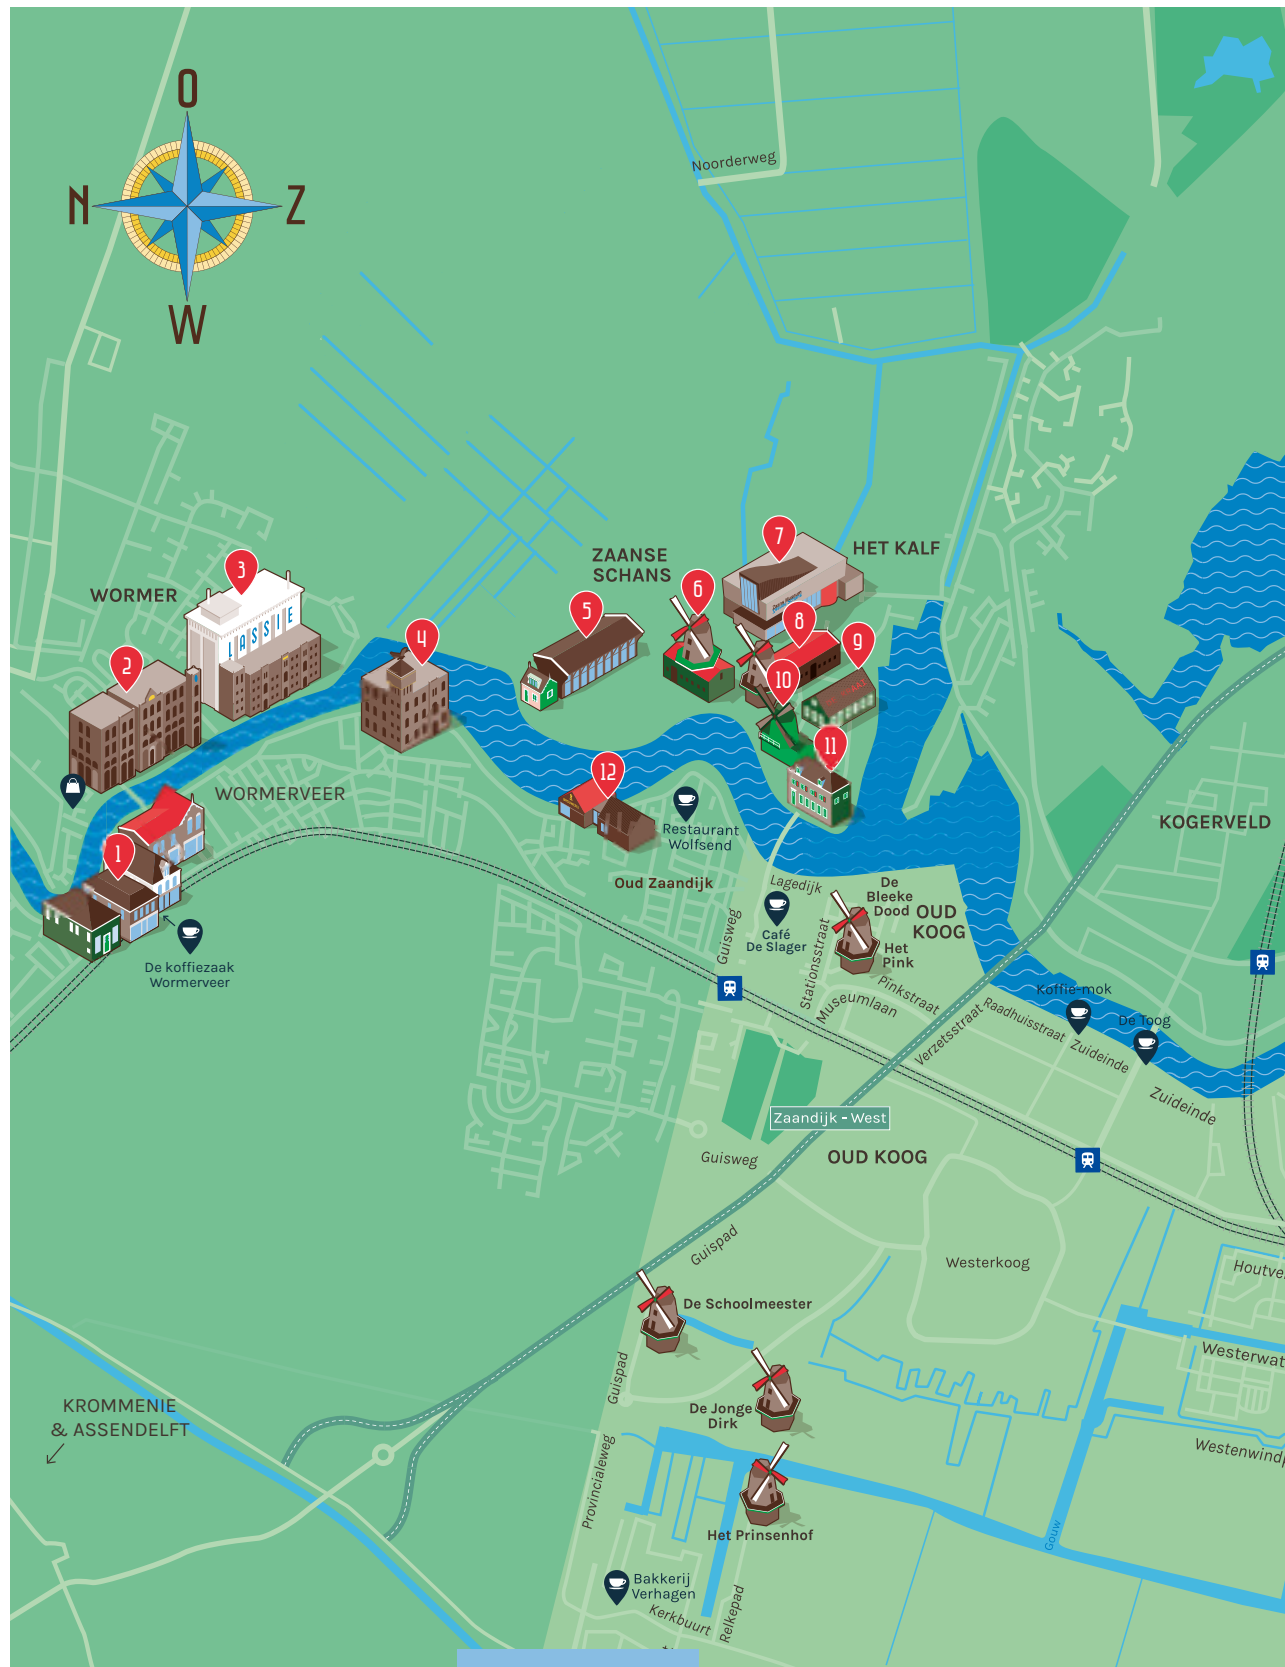 O
N
Z
W
Noorderweg
ZAANSE
SCHANS
HET KALF
7
6
5
8
9
10
11
WORMER
3
LASSIE
2
4
12
WORMERVEER
1
De koffiezaak
Wormerveer
Restaurant
Wolfsend
Oud Zaandijk
KOGERVELD
Lagedijk
De
Bleeke
Dood
OUD
KOOG
Café
De Slager
Het
Pink
Guisweg
Stationsstraat
Pinkstraat
Museumlaan
Verzetsstraat
Raadhuisstraat
Koffie-mok
De Toog
Zuideinde
Zuideinde
Zaandijk - West
Guisweg
OUD KOOG
Guispad
Westerkoog
Houtve
De Schoolmeester
Westerwat
Guispad
De Jonge
Dirk
KROMMENIE
& ASSENDELFT
Provincialeweg
Westenwindp
Het Prinsenhof
Gouw
Bakkerij
Verhagen
Kerkbuurt
Relkepad